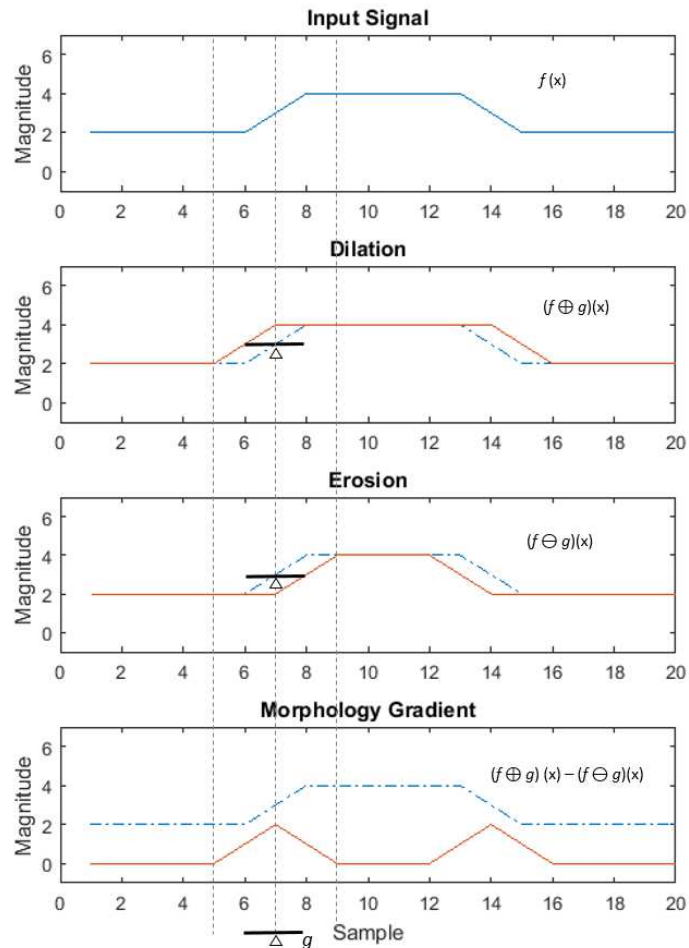 Input Signal
Magnitude
6
4
2
0
f(x)
0 2 4 6 8 10 12 14 16 18 20
Dilation
Magnitude
6
4
2
0
(f ⊕ g)(x)
0 2 4 6 8 10 12 14 16 18 20
Erosion
Magnitude
6
4
2
0
(f ⊖ g)(x)
0 2 4 6 8 10 12 14 16 18 20
Morphology Gradient
Magnitude
6
4
2
0
(f ⊕ g) (x) − (f ⊖ g)(x)
0 2 4 6 8 10 12 14 16 18 20
g Sample